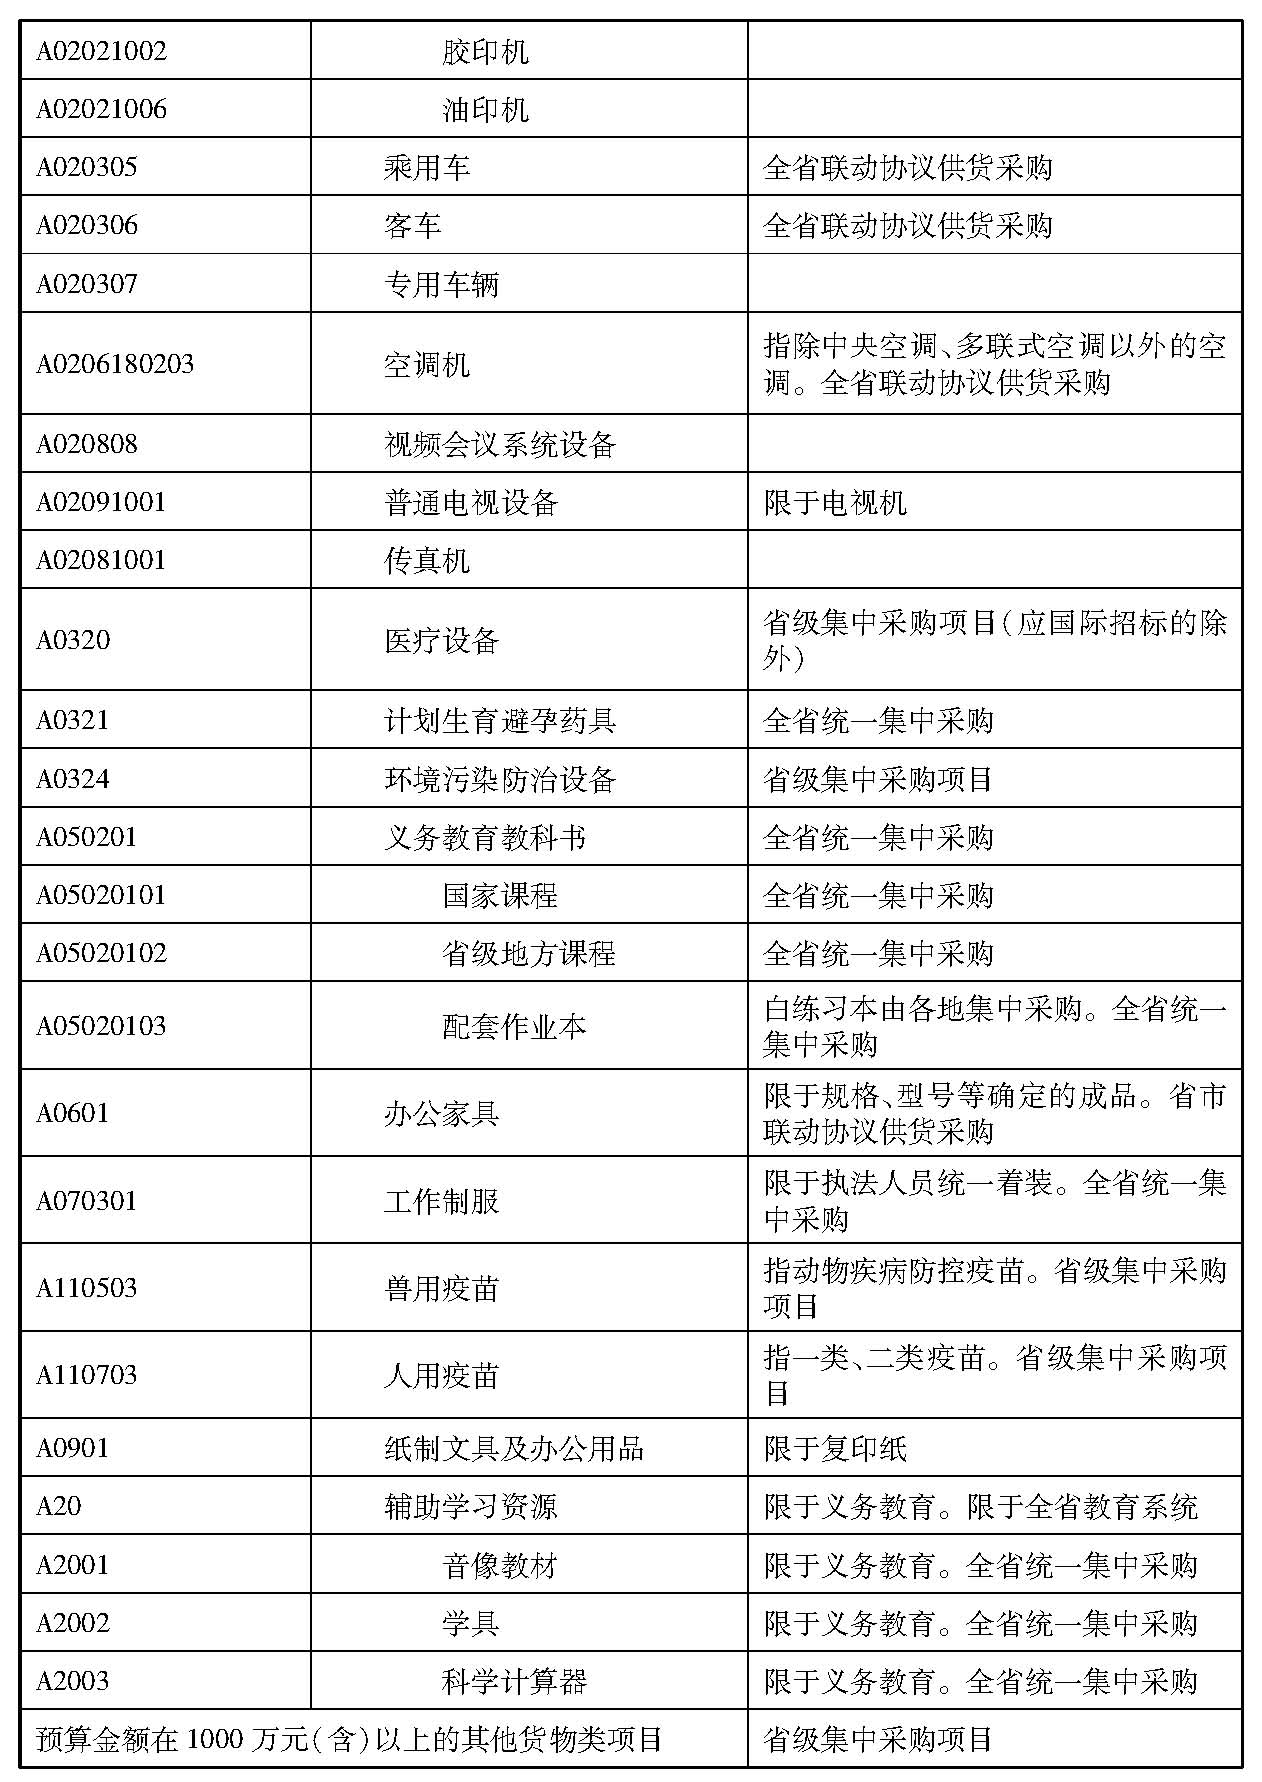 A02021002 胶印机
A02021006 油印机
A020305 乘用车 全省联动协议供货采购
A020306 客车 全省联动协议供货采购
A020307 专用车辆
A0206180203 空调机 指除中央空调、多联式空调以外的空
调。全省联动协议供货采购
A020808 视频会议系统设备
A02091001 普通电视设备 限于电视机
A02081001 传真机
A0320 医疗设备 省级集中采购项目(应国际招标的除
外)
A0321 计划生育避孕药具 全省统一集中采购
A0324 环境污染防治设备 省级集中采购项目
A050201 义务教育教科书 全省统一集中采购
A05020101 国家课程 全省统一集中采购
A05020102 省级地方课程 全省统一集中采购
A05020103 配套作业本 白练习本由各地集中采购。全省统一
集中采购
A0601 办公家具 限于规格、型号等确定的成品。省市
联动协议供货采购
A070301 工作制服 限于执法人员统一着装。全省统一集
中采购
A110503 兽用疫苗 指动物疾病防控疫苗。省级集中采购
项目
A110703 人用疫苗 指一类、二类疫苗。省级集中采购项
目
A0901 纸制文具及办公用品 限于复印纸
A20 辅助学习资源 限于义务教育。限于全省教育系统
A2001 音像教材 限于义务教育。全省统一集中采购
A2002 学具 限于义务教育。全省统一集中采购
A2003 科学计算器 限于义务教育。全省统一集中采购
预算金额在1000万元(含)以上的其他货物类项目 省级集中采购项目